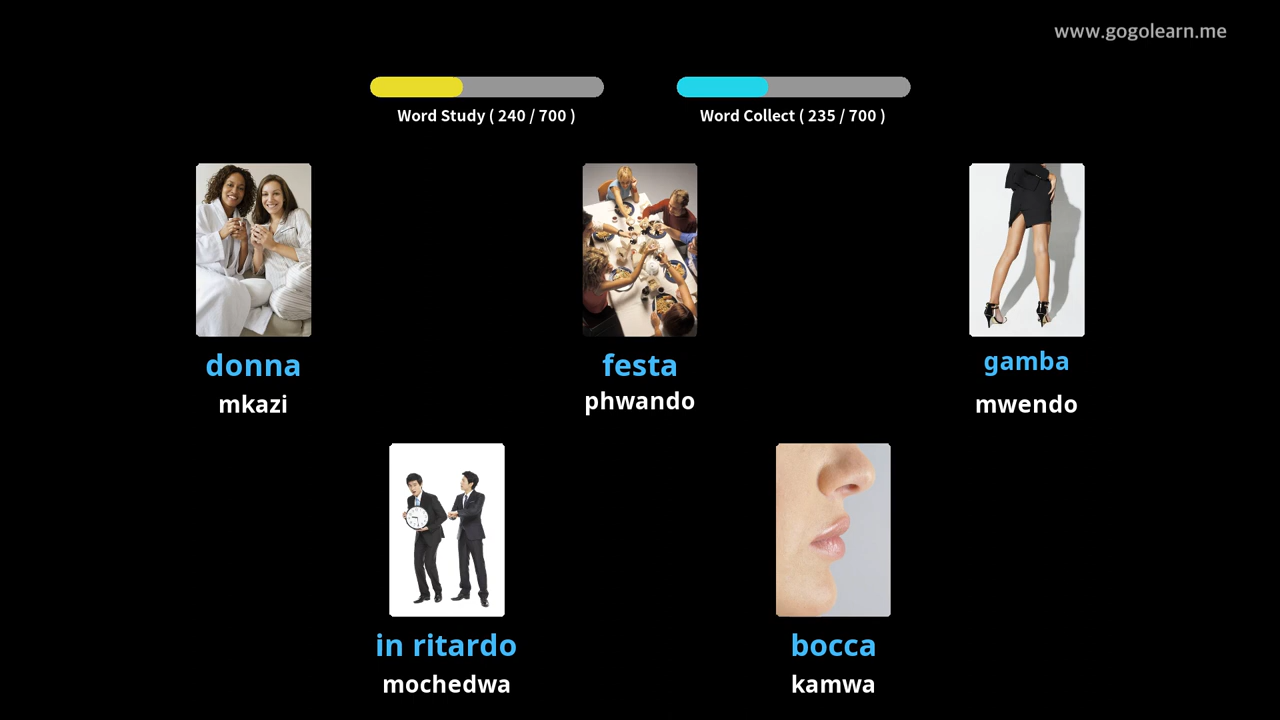 www.gogolearn.me
Word Study ( 240 / 700 )
Word Collect ( 235 / 700 )
donna
mkazi
festa
phwando
gamba
mwendo
in ritardo
mochedwa
bocca
kamwa